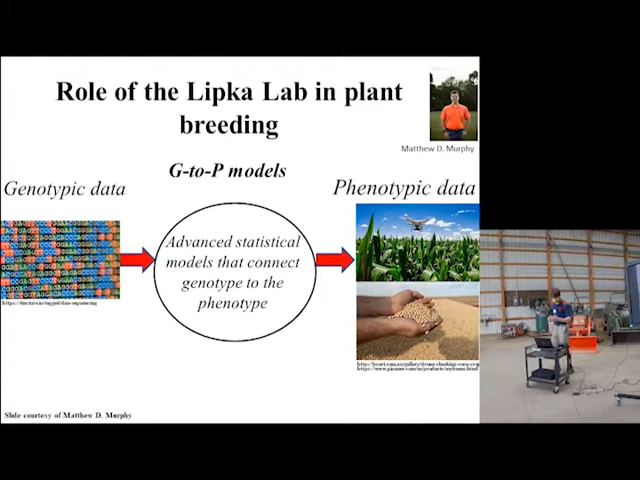 Role of the Lipka Lab in plant
breeding
Matthew D. Murphy
G-to-P models
Genotypic data
Phenotypic data
Advanced statistical
models that connect
genotype to the
phenotype
Slide courtesy of Matthew D. Murphy